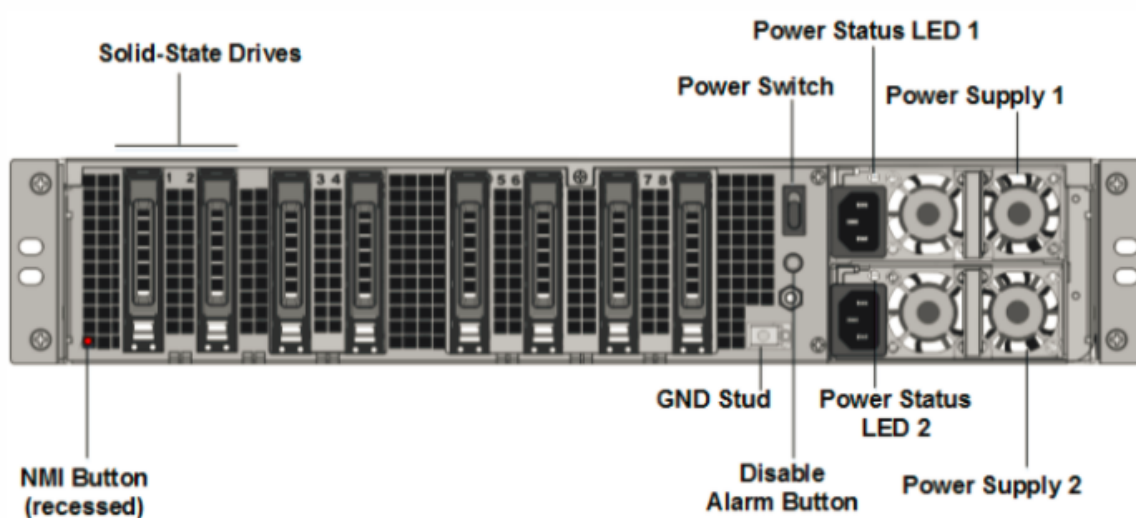 Power Status LED 1
Solid-State Drives
Power Switch
Power Supply 1
1 2 3 4 5 6 7 8
GND Stud
Power Status
LED 2
NMI Button
(recessed)
Disable
Alarm Button
Power Supply 2